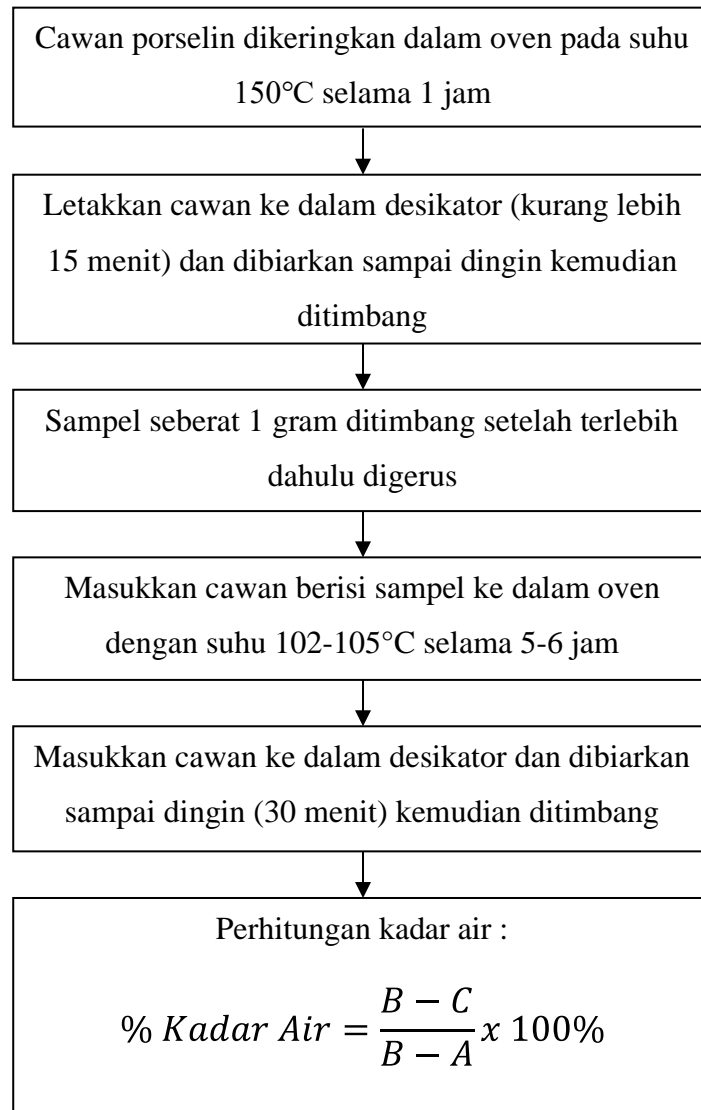 Cawan porselin dikeringkan dalam oven pada suhu
150°C selama 1 jam
Letakkan cawan ke dalam desikator (kurang lebih
15 menit) dan dibiarkan sampai dingin kemudian
ditimbang
Sampel seberat 1 gram ditimbang setelah terlebih
dahulu digerus
Masukkan cawan berisi sampel ke dalam oven
dengan suhu 102-105°C selama 5-6 jam
Masukkan cawan ke dalam desikator dan dibiarkan
sampai dingin (30 menit) kemudian ditimbang
Perhitungan kadar air :
% Kadar Air = (B − C)/(B − A) x 100%